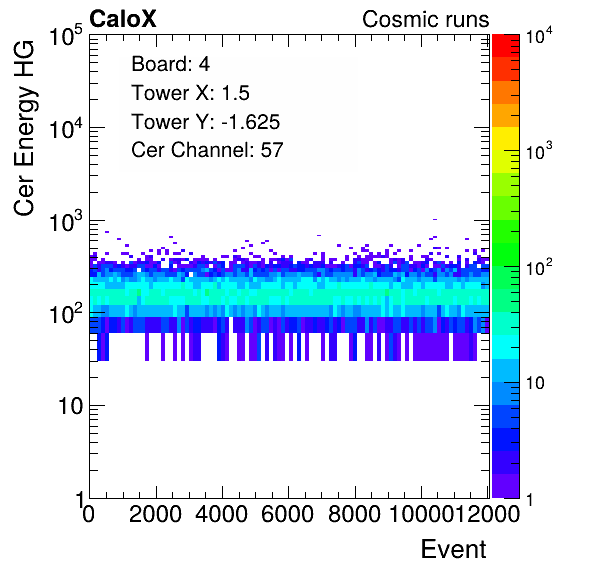 CaloX Cosmic runs
Board: 4
Tower X: 1.5
Tower Y: -1.625
Cer Channel: 57
Cer Energy HG
10^5
10^4
10^3
10^2
10
1
0 2000 4000 6000 8000 10000 12000
Event
10^4
10^3
10^2
10
1